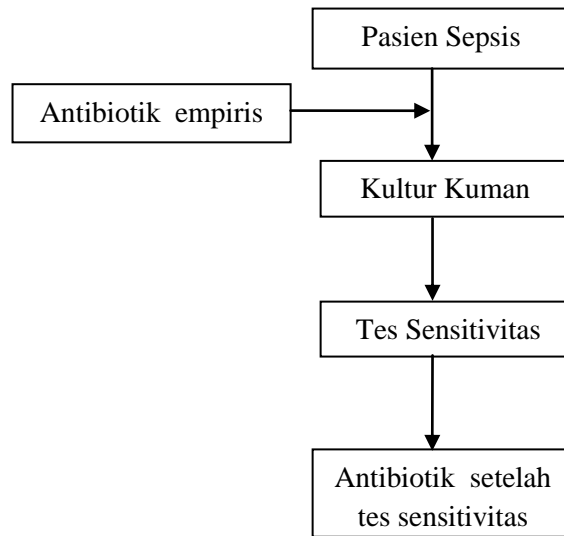 Pasien Sepsis
Antibiotik empiris
Kultur Kuman
Tes Sensitivitas
Antibiotik setelah
tes sensitivitas